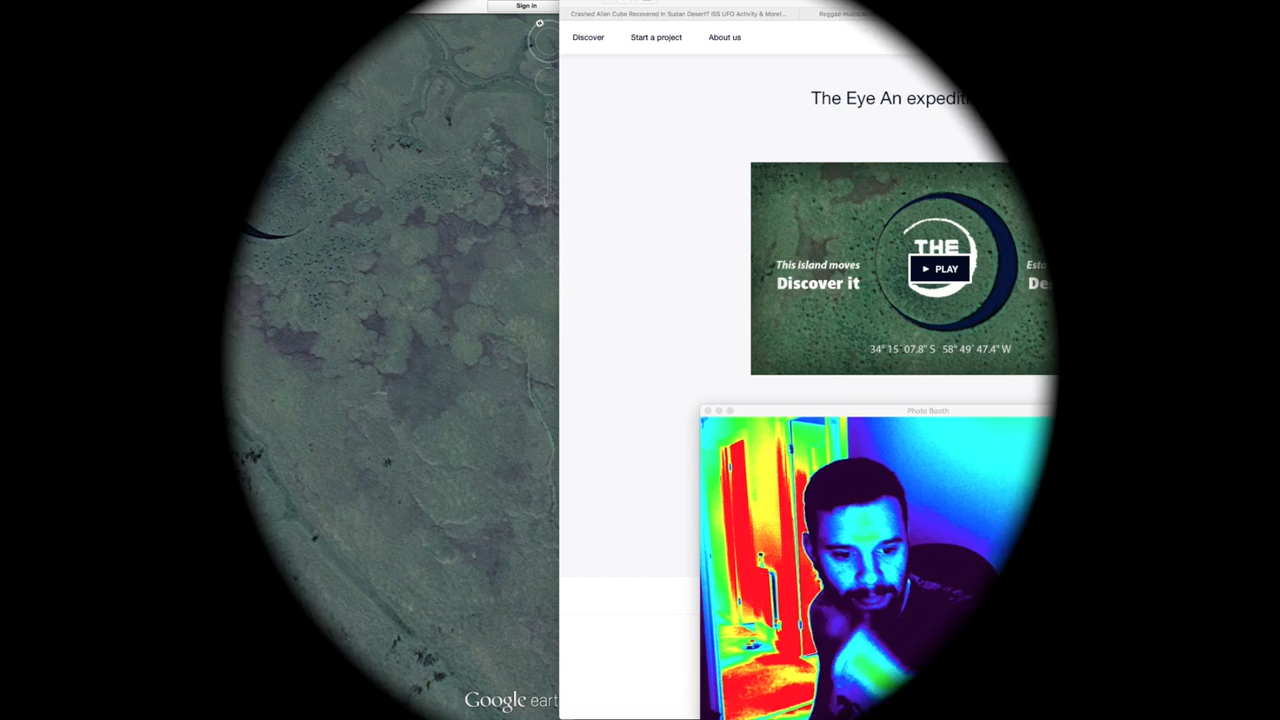 Sign in
Crashed Alien Cube Recovered In Sudan Desert? ISS UFO Activity & More!...
Reggae
Discover
Start a project
About us
The Eye An
THE
PLAY
This island moves
Discover it
34° 15´ 07.8" S 58° 49´ 47.4" W
Photo Booth
Google